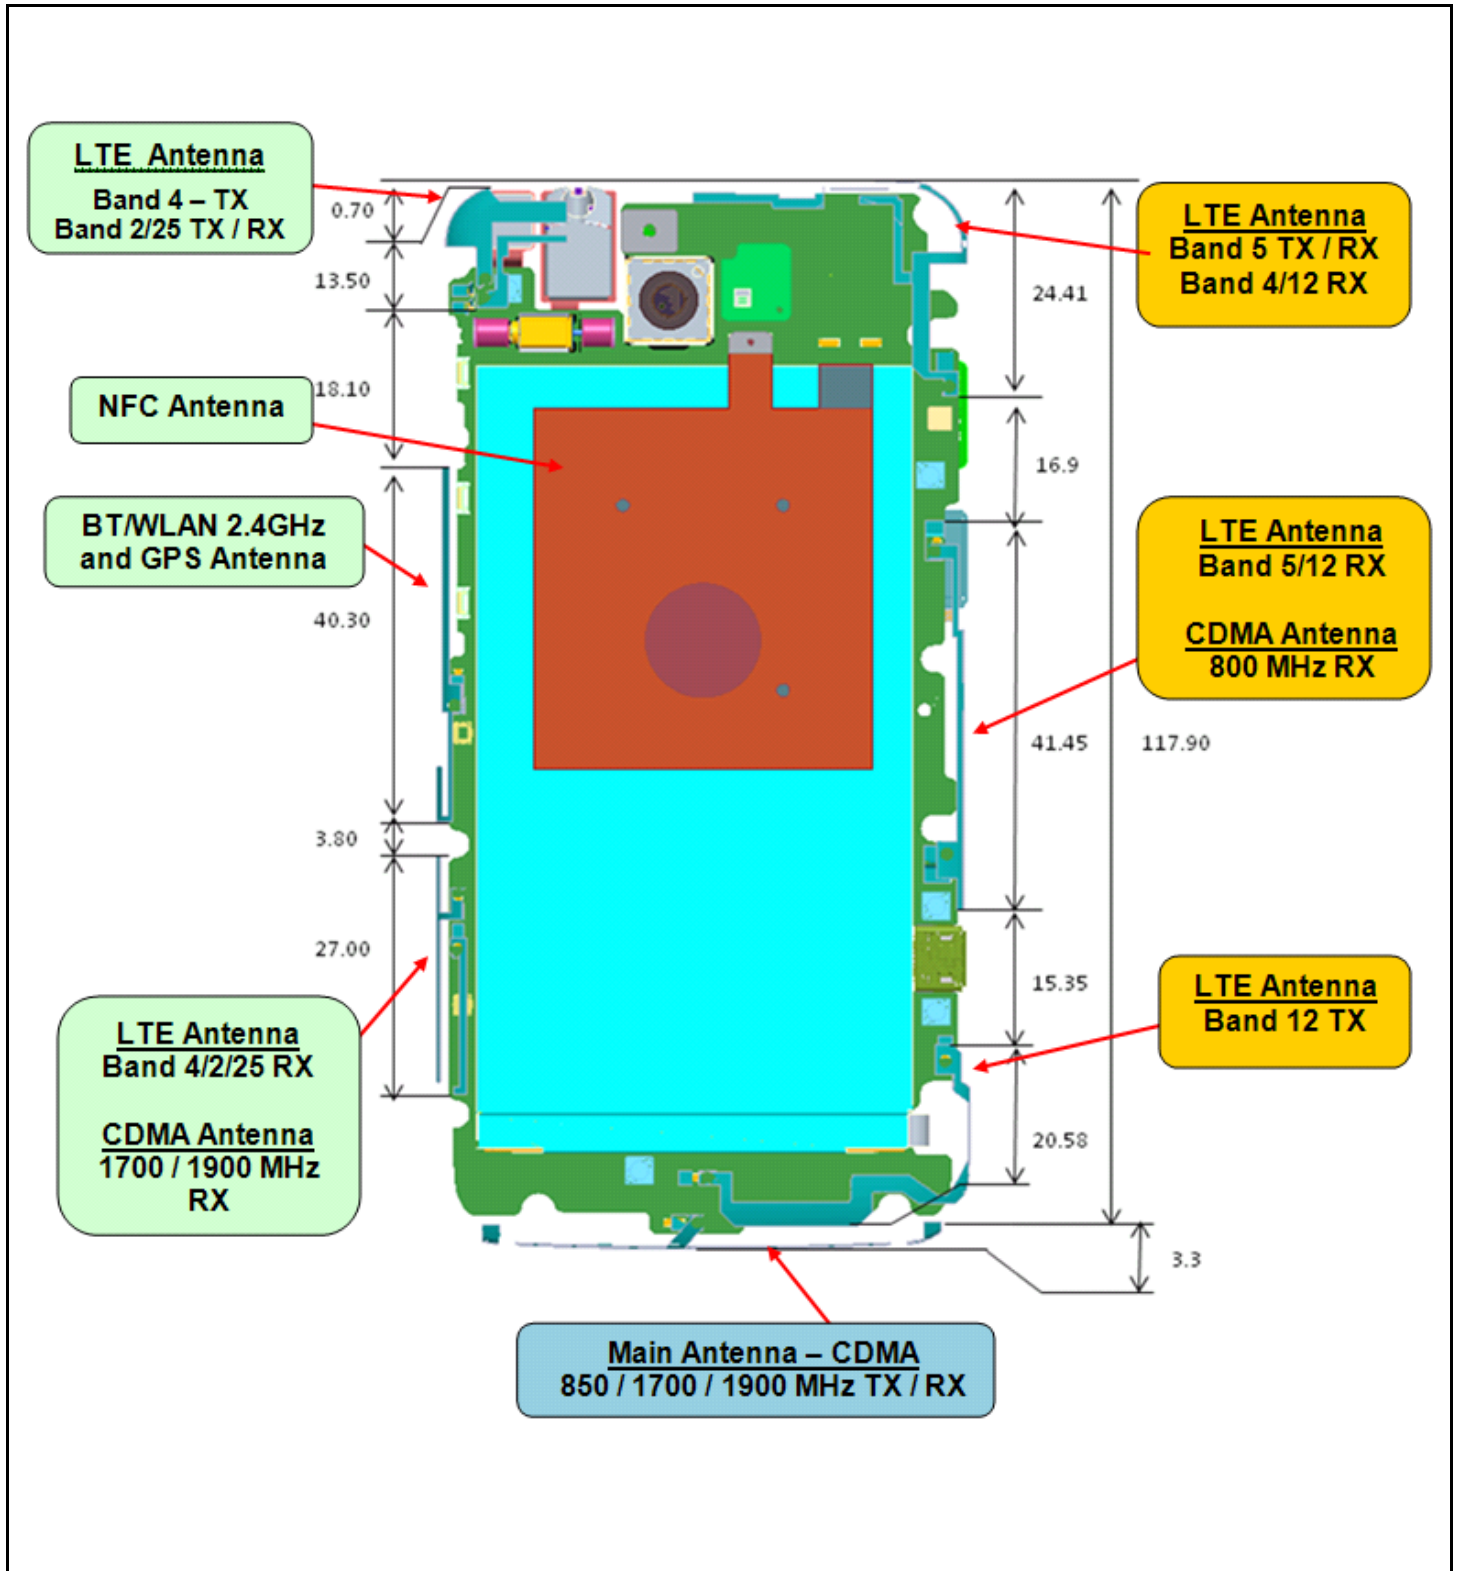 LTE Antenna
Band 4 – TX
Band 2/25 TX / RX
0.70
13.50
18.10
NFC Antenna
BT/WLAN 2.4GHz
and GPS Antenna
40.30
3.80
27.00
LTE Antenna
Band 4/2/25 RX
CDMA Antenna
1700 / 1900 MHz
RX
LTE Antenna
Band 5 TX / RX
Band 4/12 RX
24.41
16.9
LTE Antenna
Band 5/12 RX
CDMA Antenna
800 MHz RX
41.45
117.90
15.35
LTE Antenna
Band 12 TX
20.58
3.3
Main Antenna – CDMA
850 / 1700 / 1900 MHz TX / RX